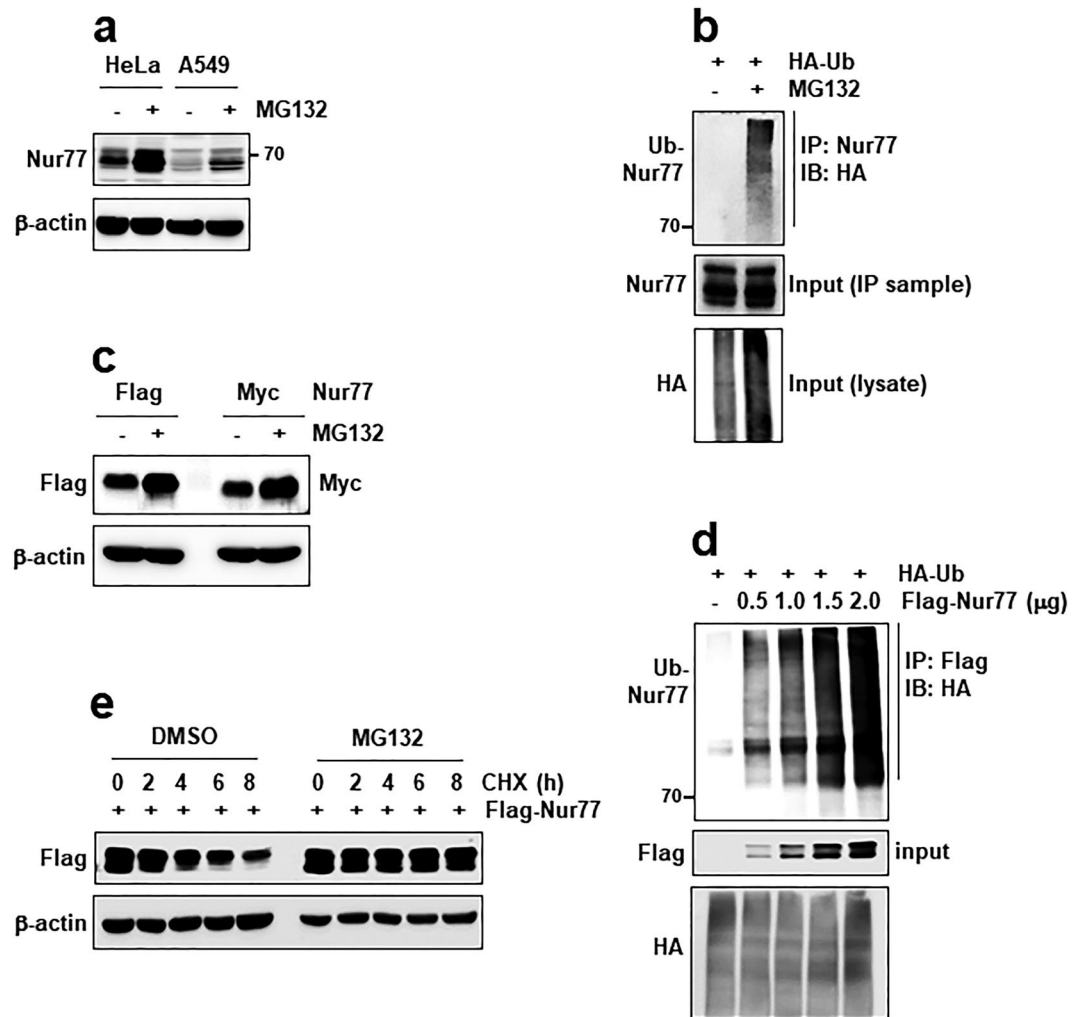 a
HeLa A549
- + - + MG132
Nur77
70
β-actin
b
+ + HA-Ub
- + MG132
Ub-
Nur77
IP: Nur77
IB: HA
70
Nur77 Input (IP sample)
HA Input (lysate)
c
Flag Myc Nur77
- + - + MG132
Flag Myc
β-actin
d
+ + + + + HA-Ub
- 0.5 1.0 1.5 2.0 Flag-Nur77 (μg)
Ub-
Nur77
IP: Flag
IB: HA
70
Flag input
HA
e
DMSO MG132
0 2 4 6 8 0 2 4 6 8 CHX (h)
+ + + + + + + + + + Flag-Nur77
Flag
β-actin